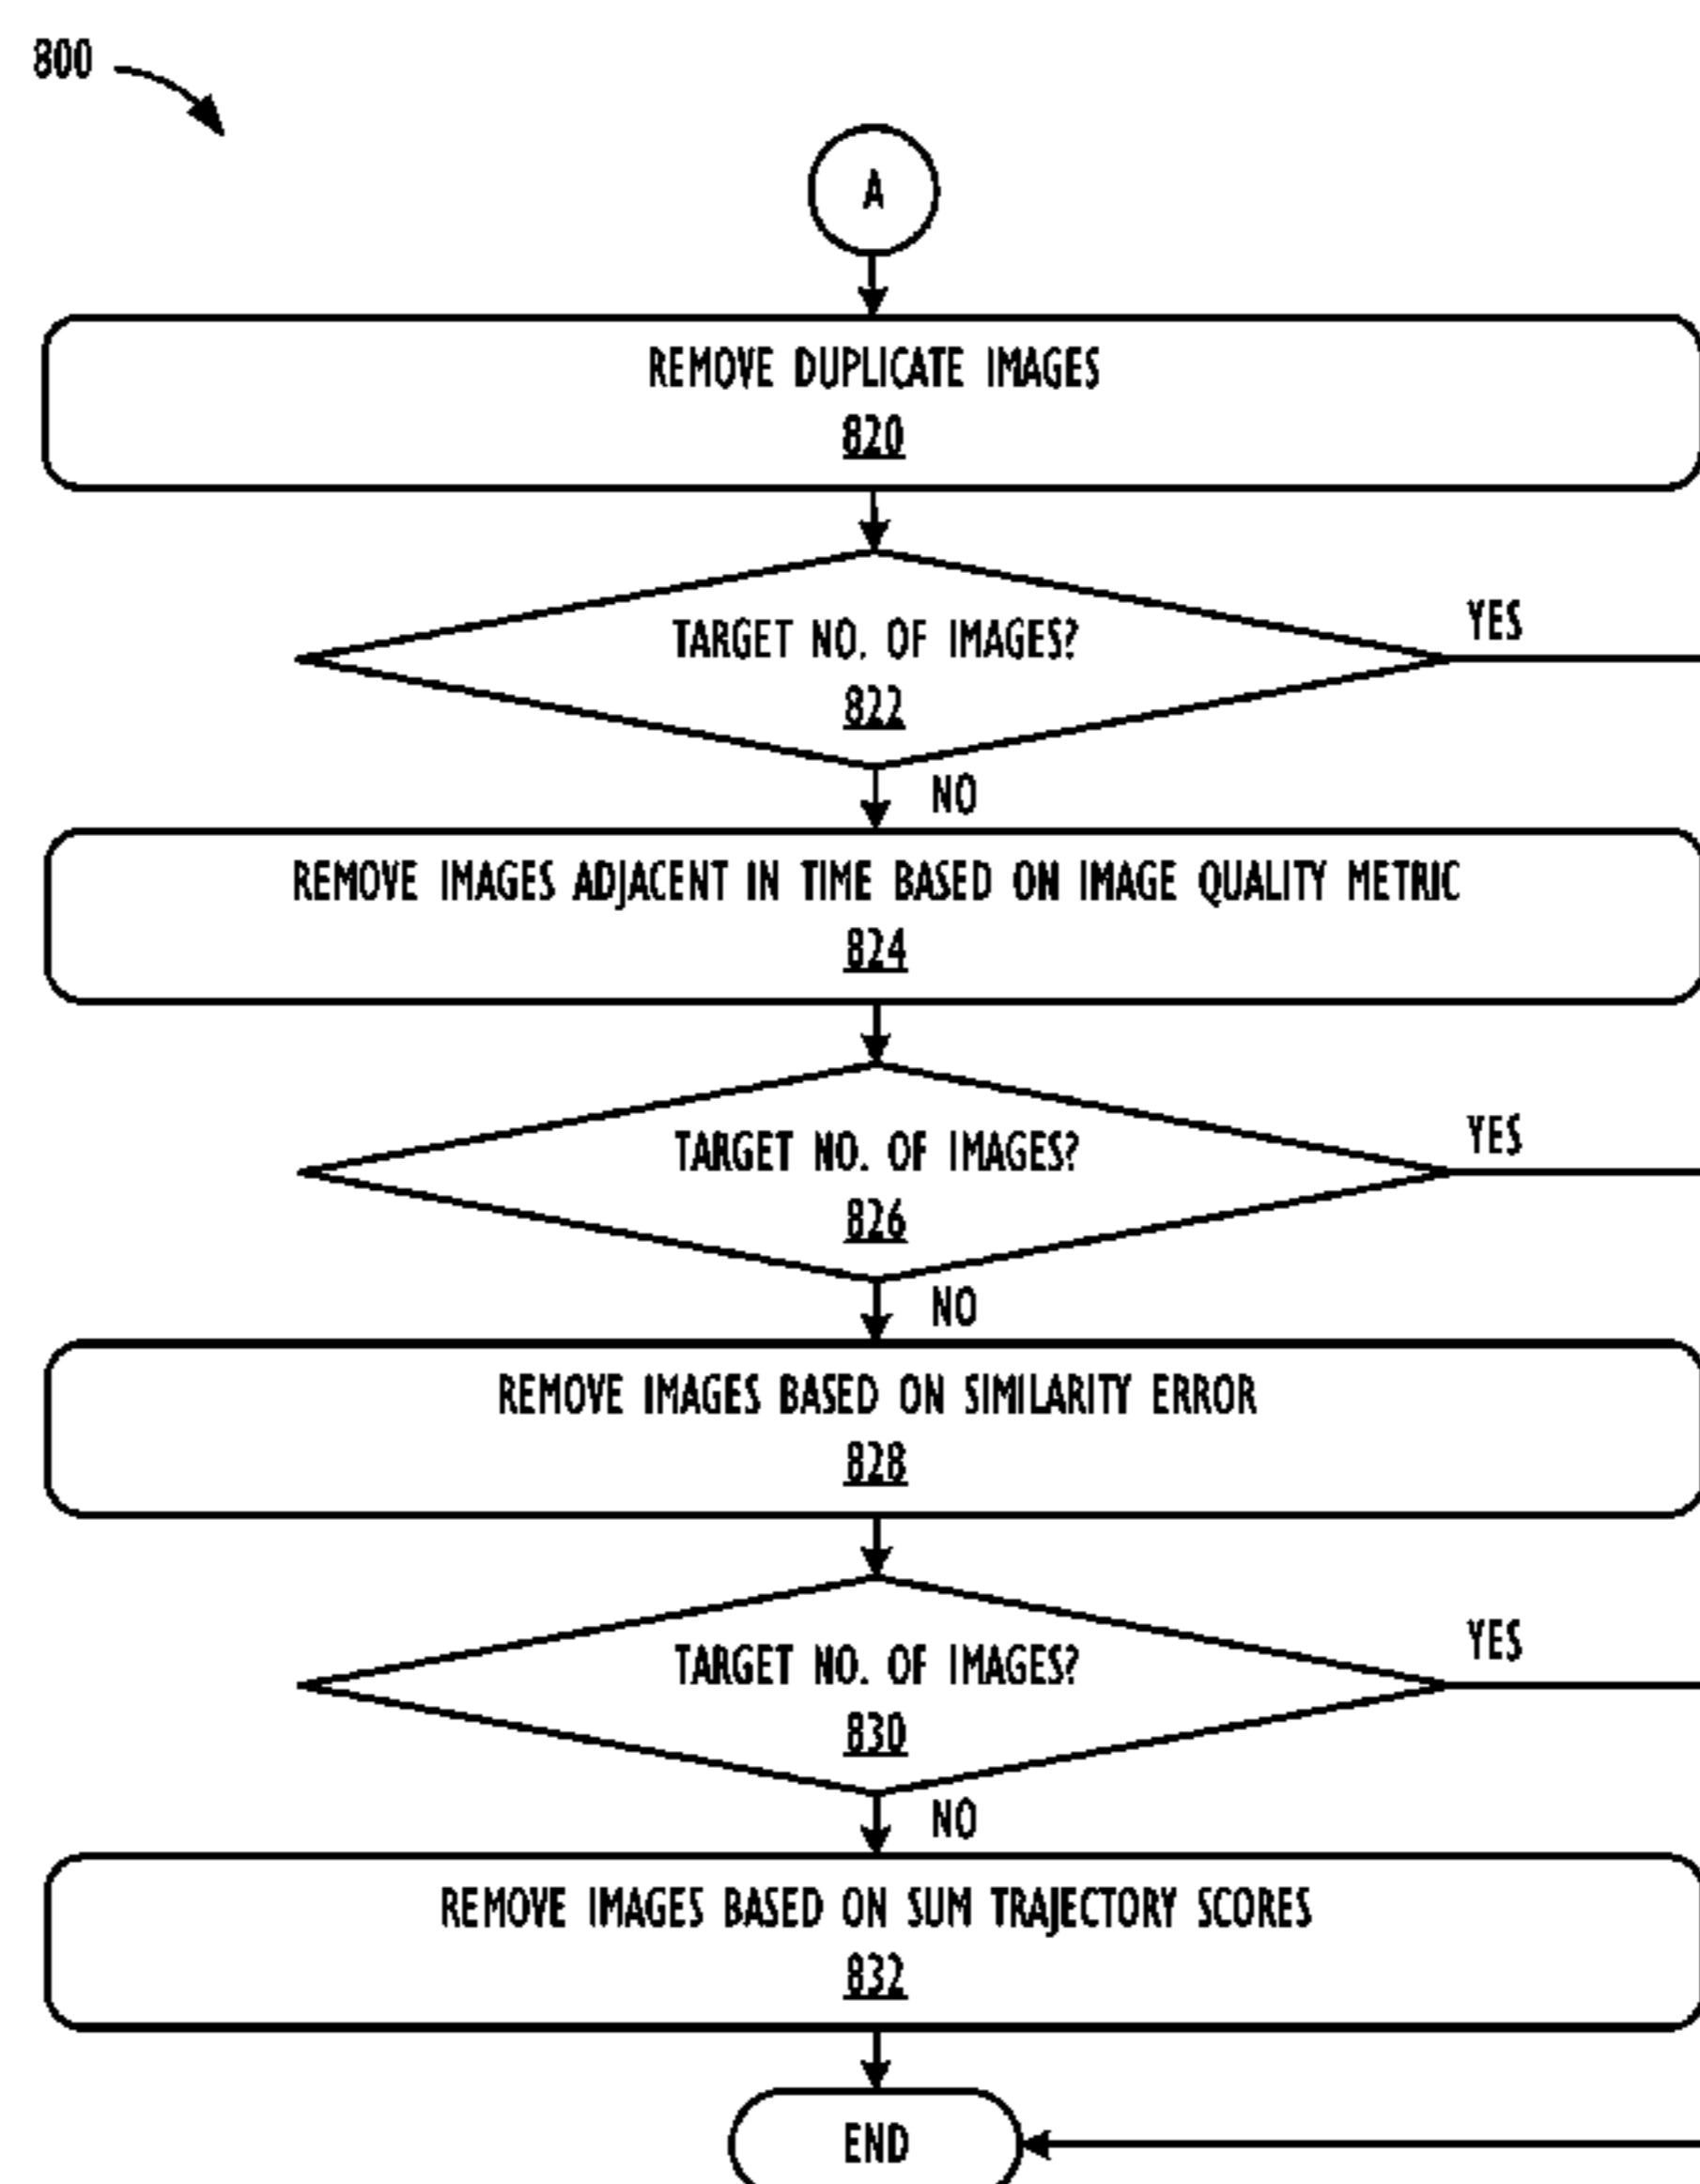 800
A
REMOVE DUPLICATE IMAGES
820
TARGET NO. OF IMAGES?
822
YES
NO
REMOVE IMAGES ADJACENT IN TIME BASED ON IMAGE QUALITY METRIC
824
TARGET NO. OF IMAGES?
826
YES
NO
REMOVE IMAGES BASED ON SIMILARITY ERROR
828
TARGET NO. OF IMAGES?
830
YES
NO
REMOVE IMAGES BASED ON SUM TRAJECTORY SCORES
832
END